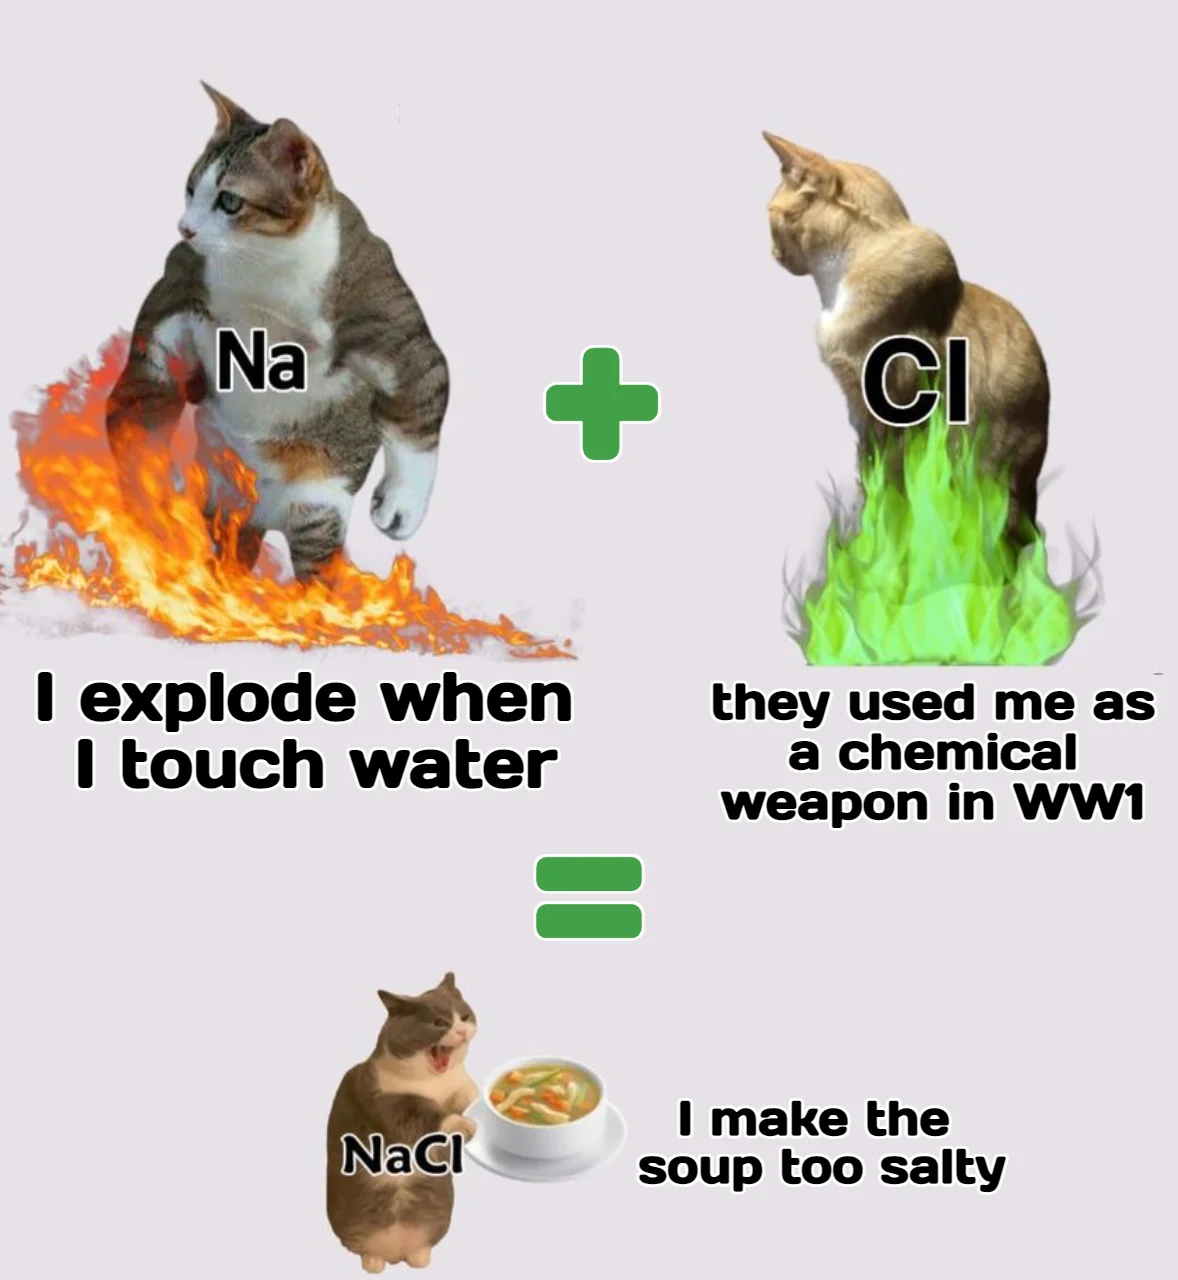 Na
Cl
I explode when
I touch water
they used me as
a chemical
weapon in WW1
NaCl
I make the
soup too salty